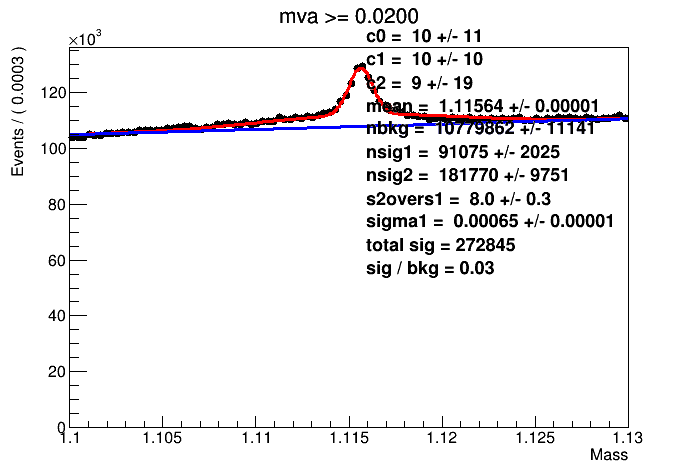 mva >= 0.0200
×10³
c0 = 10 +/- 11
c1 = 10 +/- 10
c2 = 9 +/- 19
mean = 1.11564 +/- 0.00001
nbkg = 10779862 +/- 11141
nsig1 = 91075 +/- 2025
nsig2 = 181770 +/- 9751
s2overs1 = 8.0 +/- 0.3
sigma1 = 0.00065 +/- 0.00001
total sig = 272845
sig / bkg = 0.03
Events / ( 0.0003 )
120
100
80
60
40
20
0
1.1 1.105 1.11 1.115 1.12 1.125 1.13
Mass